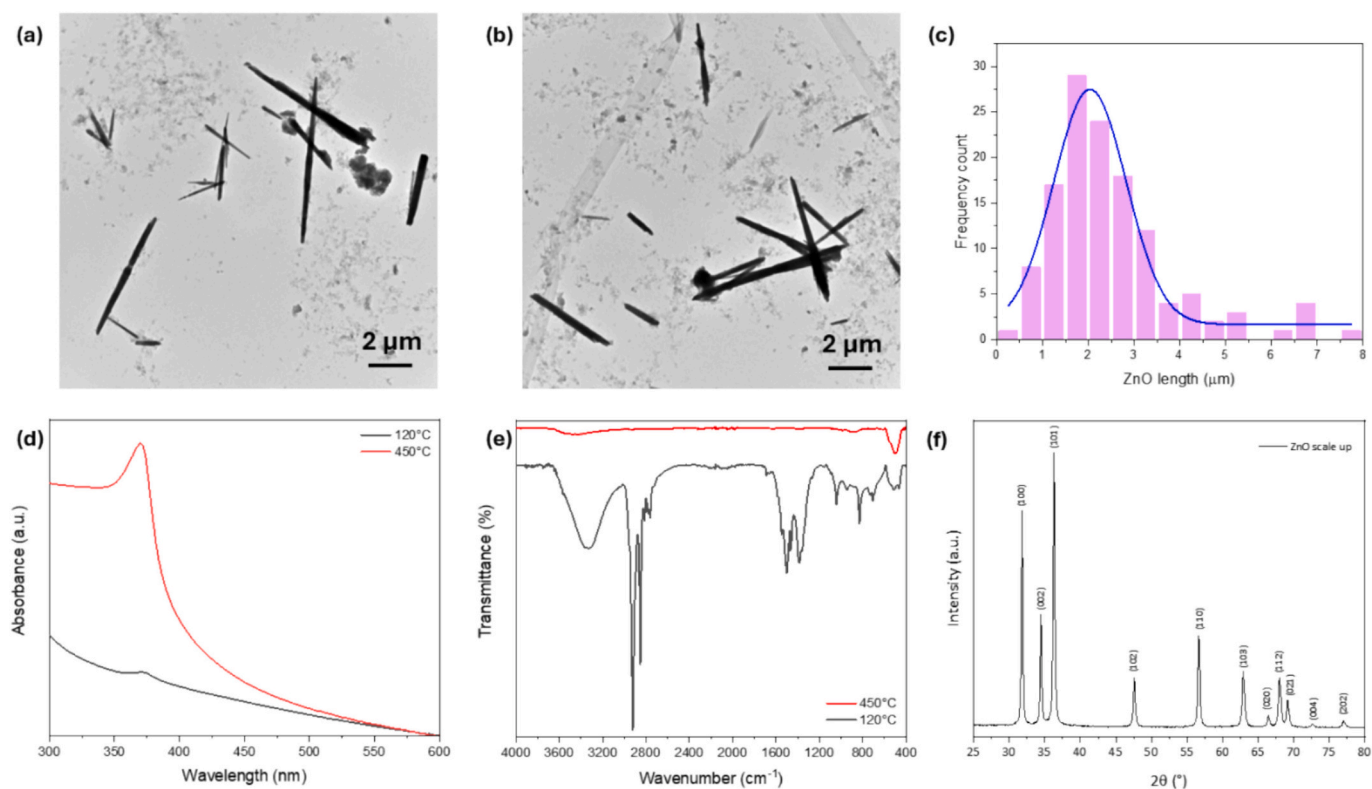 (a)
2 µm
(b)
2 µm
(c)
Frequency count
30
25
20
15
10
5
0
0 1 2 3 4 5 6 7 8
ZnO length (µm)
(d)
120°C
450°C
Absorbance (a.u.)
300 350 400 450 500 550 600
Wavelength (nm)
(e)
Transmittance (%)
450°C
120°C
4000 3600 3200 2800 2400 2000 1600 1200 800 400
Wavenumber (cm⁻¹)
(f)
ZnO scale up
Intensity (a.u.)
(100)
(002)
(101)
(102)
(110)
(103)
(020)
(112)
(021)
(004)
(202)
25 30 35 40 45 50 55 60 65 70 75 80
2θ (°)